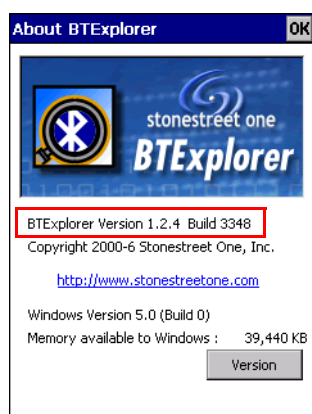 About BTExplorer OK
stonestreet one
BTExplorer
BTExplorer Version 1.2.4 Build 3348
Copyright 2000-6 Stonestreet One, Inc.
http://www.stonestreetone.com
Windows Version 5.0 (Build 0)
Memory available to Windows : 39,440 KB
Version